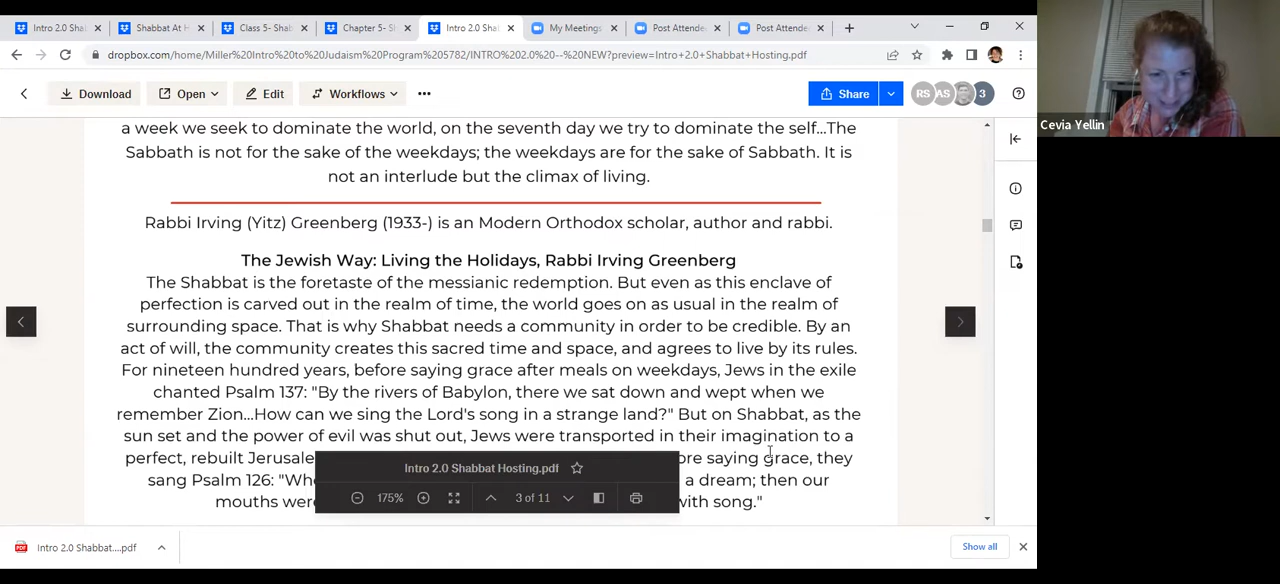 Intro 2.0 Shab
Shabbat At H
Class 5- Shab
Chapter 5- Sh
Intro 2.0 Shab
My Meetings
Post Attende
Post Attende
dropbox.com/home/Miller%20Intro%20to%20Judaism%20Program%205782/INTRO%202.0%20--%20NEW?preview=Intro+2.0+Shabbat+Hosting.pdf
Download
Open
Edit
Workflows
Share
RS
AS
3
Cevia Yellin
a week we seek to dominate the world, on the seventh day we try to dominate the self...The
Sabbath is not for the sake of the weekdays; the weekdays are for the sake of Sabbath. It is
not an interlude but the climax of living.
Rabbi Irving (Yitz) Greenberg (1933-) is an Modern Orthodox scholar, author and rabbi.
The Jewish Way: Living the Holidays, Rabbi Irving Greenberg
The Shabbat is the foretaste of the messianic redemption. But even as this enclave of
perfection is carved out in the realm of time, the world goes on as usual in the realm of
surrounding space. That is why Shabbat needs a community in order to be credible. By an
act of will, the community creates this sacred time and space, and agrees to live by its rules.
For nineteen hundred years, before saying grace after meals on weekdays, Jews in the exile
chanted Psalm 137: "By the rivers of Babylon, there we sat down and wept when we
remember Zion...How can we sing the Lord's song in a strange land?" But on Shabbat, as the
sun set and the power of evil was shut out, Jews were transported in their imagination to a
perfect, rebuilt Jerusale ore saying grace, they
sang Psalm 126: "Whe a dream; then our
mouths were with song."
Intro 2.0 Shabbat Hosting.pdf
175%
3 of 11
Intro 2.0 Shabbat....pdf
Show all